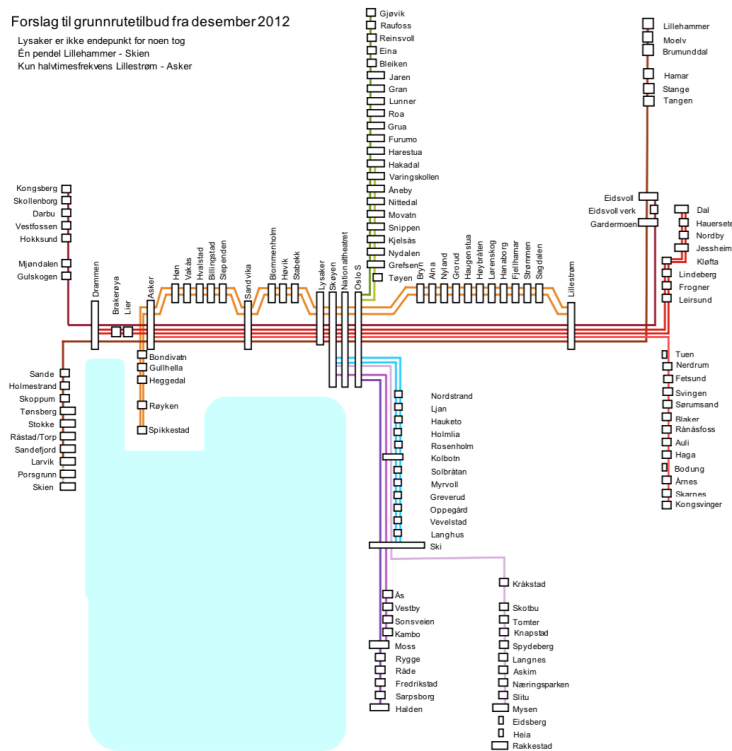 Forslag til grunnrutetilbud fra desember 2012
Lysaker er ikke endepunkt for noen tog
Én pendel Lillehammer - Skien
Kun halvtimesfrekvens Lillestrøm - Asker
Gjøvik
Raufoss
Reinsvoll
Eina
Bleiken
Jaren
Gran
Lunner
Roa
Grua
Furumo
Harestua
Hakadal
Varingskollen
Åneby
Nittedal
Movatn
Snippen
Kjelsås
Nydalen
Grefsen
Tøyen
Lillehammer
Moelv
Brumunddal
Hamar
Stange
Tangen
Eidsvoll
Eidsvoll verk
Gardermoen
Dal
Hauersete
Nordby
Jessheim
Kløfta
Lindeberg
Frogner
Leirsund
Kongsberg
Skollenborg
Darbu
Vestfossen
Hokksund
Mjøndalen
Gulskogen
Drammen
Brakerøya
Lier
Asker
Høn
Vakås
Hvalstad
Billingstad
Slependen
Sandvika
Blommenholm
Høvik
Stabekk
Lysaker
Skøyen
Nationaltheatret
Oslo S
Bryn
Alna
Nyland
Grorud
Haugenstua
Høybråten
Lørenskog
Hanaborg
Fjellhamar
Strømmen
Sagdalen
Lillestrøm
Bondivatn
Gullhella
Heggedal
Røyken
Spikkestad
Sande
Holmestrand
Skoppum
Tønsberg
Stokke
Råstad/Torp
Sandefjord
Larvik
Porsgrunn
Skien
Tuen
Nerdrum
Fetsund
Svingen
Sørumsand
Blaker
Rånåsfoss
Auli
Haga
Bodung
Årnes
Skarnes
Kongsvinger
Nordstrand
Ljan
Hauketo
Holmlia
Rosenholm
Kolbotn
Solbråtan
Myrvoll
Greverud
Oppegård
Vevelstad
Langhus
Ski
Ås
Vestby
Sonsveien
Kambo
Moss
Rygge
Råde
Fredrikstad
Sarpsborg
Halden
Kråkstad
Skotbu
Tomter
Knapstad
Spydeberg
Langnes
Askim
Næringsparken
Slitu
Mysen
Eidsberg
Heia
Rakkestad